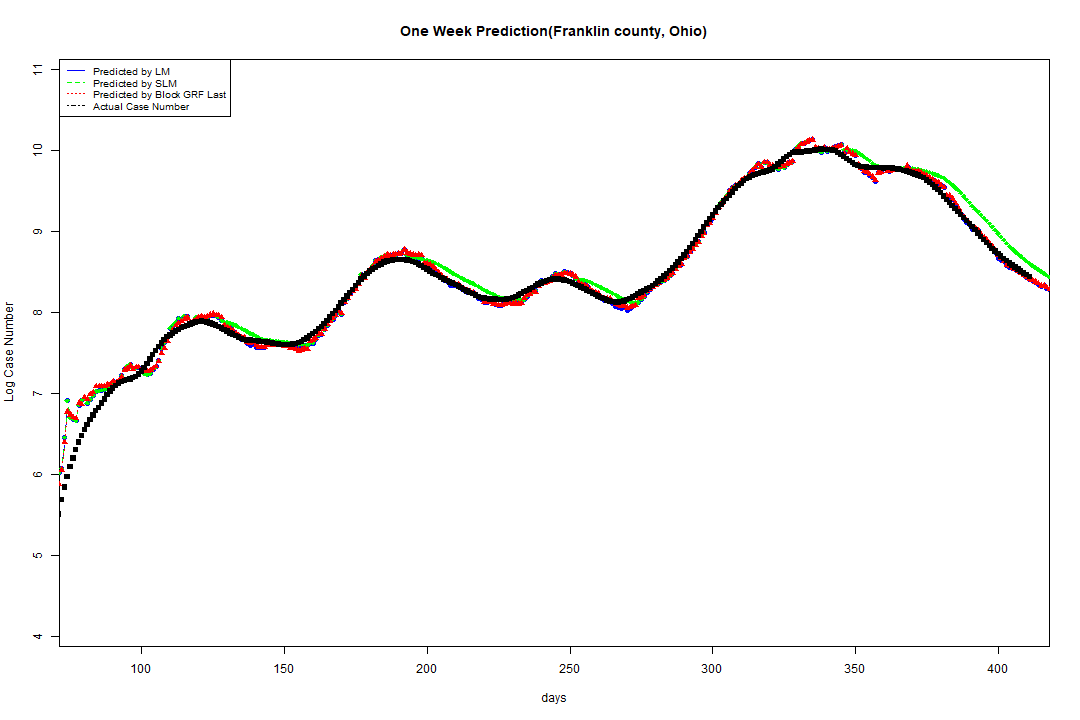 One Week Prediction(Franklin county, Ohio)
Predicted by LM
Predicted by SLM
Predicted by Block GRF Last
Actual Case Number
Log Case Number
11
10
9
8
7
6
5
4
100 150 200 250 300 350 400
days